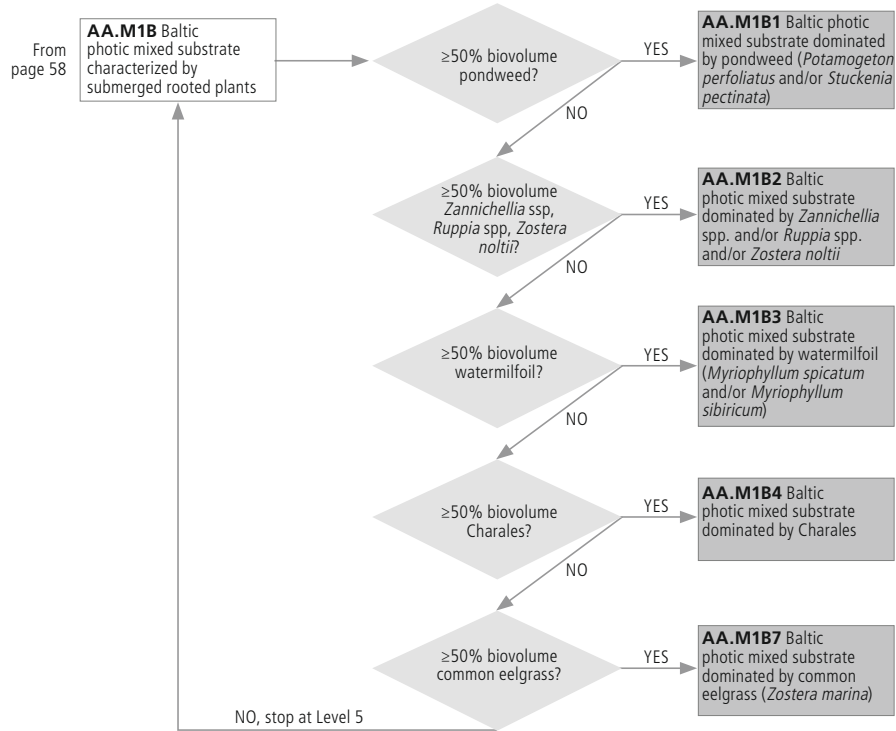 From
page 58
AA.M1B Baltic
photic mixed substrate
characterized by
submerged rooted plants
≥50% biovolume
pondweed?
YES
AA.M1B1 Baltic photic
mixed substrate dominated
by pondweed (Potamogeton
perfoliatus and/or Stuckenia
pectinata)
NO
≥50% biovolume
Zannichellia ssp,
Ruppia spp, Zostera
noltii?
YES
AA.M1B2 Baltic
photic mixed substrate
dominated by Zannichellia
spp. and/or Ruppia spp.
and/or Zostera noltii
NO
≥50% biovolume
watermilfoil?
YES
AA.M1B3 Baltic
photic mixed substrate
dominated by watermilfoil
(Myriophyllum spicatum
and/or Myriophyllum
sibiricum)
NO
≥50% biovolume
Charales?
YES
AA.M1B4 Baltic
photic mixed substrate
dominated by Charales
NO
≥50% biovolume
common eelgrass?
YES
AA.M1B7 Baltic
photic mixed substrate
dominated by common
eelgrass (Zostera marina)
NO, stop at Level 5